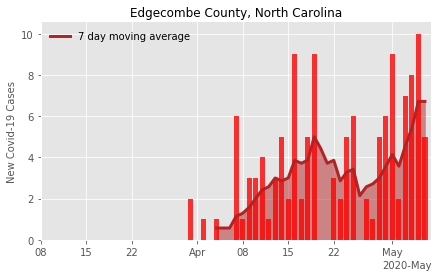 Edgecombe County, North Carolina
7 day moving average
New Covid-19 Cases
10
8
6
4
2
0
08 15 22 Apr 08 15 22 May
2020-May